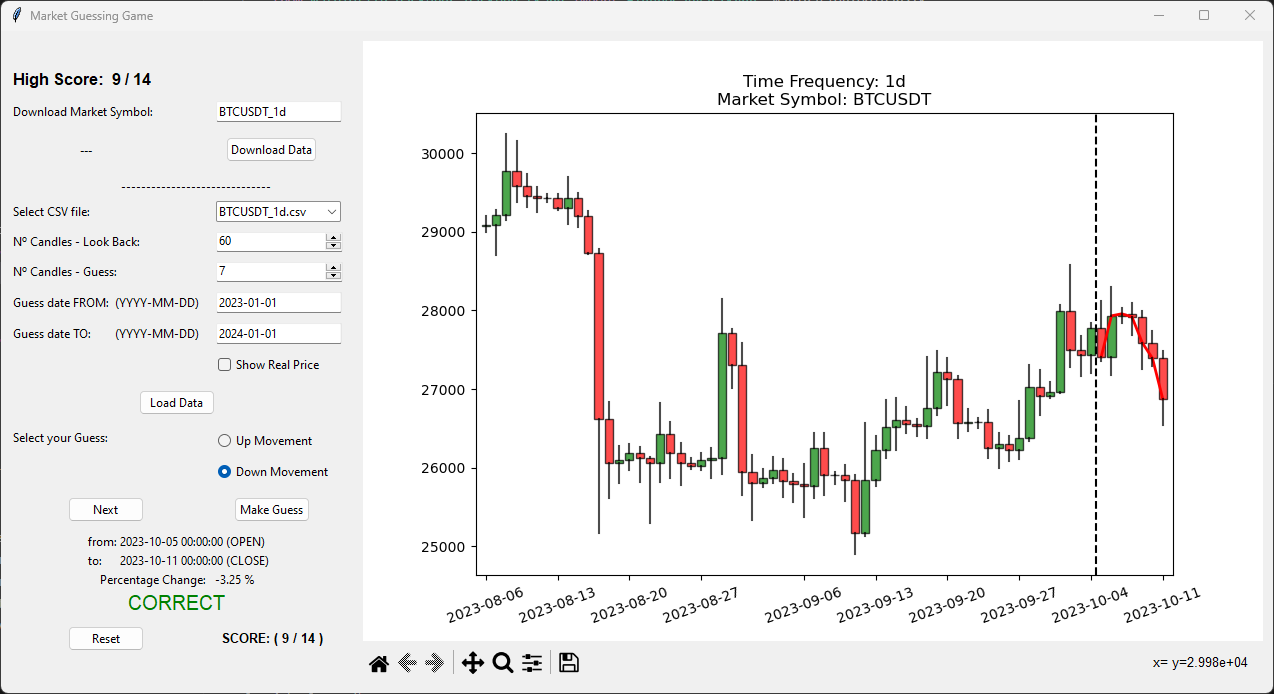 Market Guessing Game
High Score: 9 / 14
Download Market Symbol: BTCUSDT_1d
--- Download Data
------------------------------
Select CSV file: BTCUSDT_1d.csv
Nº Candles - Look Back: 60
Nº Candles - Guess: 7
Guess date FROM: (YYYY-MM-DD) 2023-01-01
Guess date TO: (YYYY-MM-DD) 2024-01-01
Show Real Price
Load Data
Select your Guess: Up Movement
Down Movement
Next Make Guess
from: 2023-10-05 00:00:00 (OPEN)
to: 2023-10-11 00:00:00 (CLOSE)
Percentage Change: -3.25 %
CORRECT
Reset SCORE: ( 9 / 14 )
Time Frequency: 1d
Market Symbol: BTCUSDT
30000
29000
28000
27000
26000
25000
2023-08-06 2023-08-13 2023-08-20 2023-08-27 2023-09-06 2023-09-13 2023-09-20 2023-09-27 2023-10-04 2023-10-11
x= y=2.998e+04